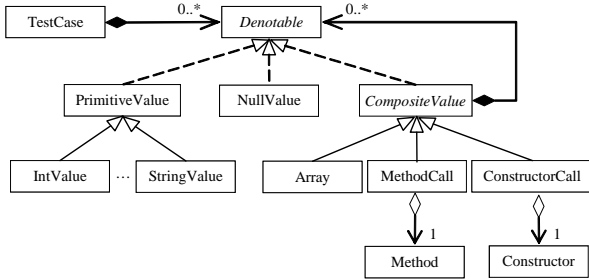 TestCase 0..* Denotable 0..*
PrimitiveValue NullValue CompositeValue
IntValue ... StringValue Array MethodCall ConstructorCall
1 1
Method Constructor